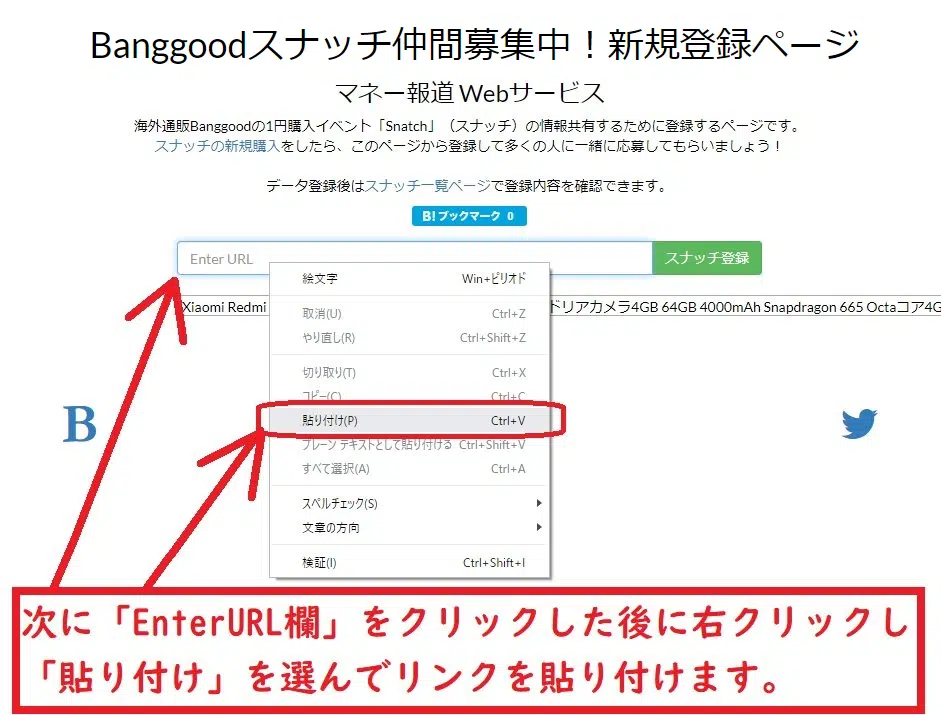 Banggoodスナッチ仲間募集中！新規登録ページ
マネー報道 Webサービス
海外通販Banggoodの1円購入イベント「Snatch」（スナッチ）の情報共有するために登録するページです。
スナッチの新規購入をしたら、このページから登録して多くの人に一緒に応募してもらいましょう！
データ登録後はスナッチ一覧ページで登録内容を確認できます。
B!ブックマーク 0
Enter URL スナッチ登録
絵文字 Win+ピリオド
Xiaomi Redmi ドリアカメラ4GB 64GB 4000mAh Snapdragon 665 Octaコア4G
取消(U) Ctrl+Z
やり直し(R) Ctrl+Shift+Z
切り取り(T) Ctrl+X
コピー(C) Ctrl+C
貼り付け(P) Ctrl+V
プレーン テキストとして貼り付ける Ctrl+Shift+V
すべて選択(A) Ctrl+A
スペルチェック(S)
文章の方向
検証(I) Ctrl+Shift+I
B
次に「EnterURL欄」をクリックした後に右クリックし
「貼り付け」を選んでリンクを貼り付けます。